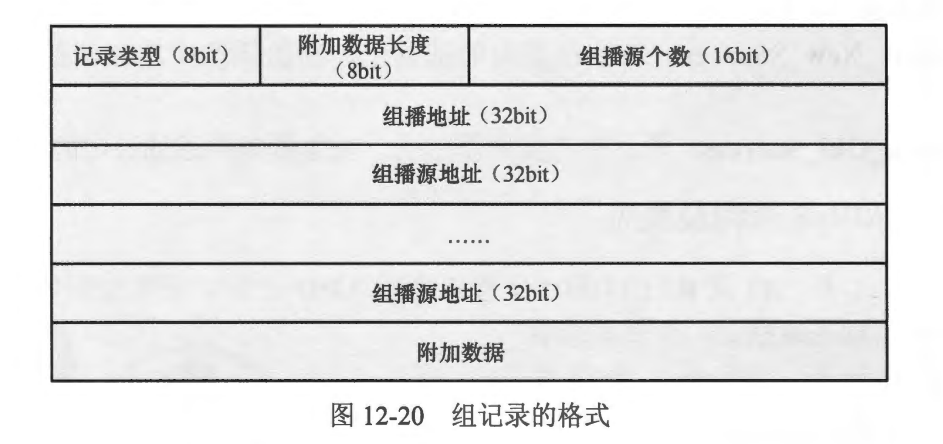 记录类型（8bit）
附加数据长度
（8bit）
组播源个数（16bit）
组播地址（32bit）
组播源地址（32bit）
……
组播源地址（32bit）
附加数据
图 12-20 组记录的格式